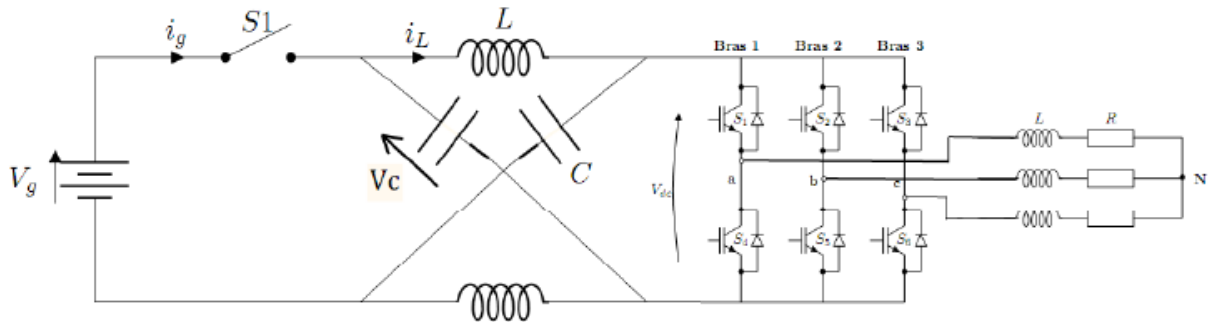 i_g
S1
i_L
L
Bras 1 Bras 2 Bras 3
S_1 S_2 S_3
L R
V_g
Vc
C
V_dc
a b c
N
S_4 S_5 S_6